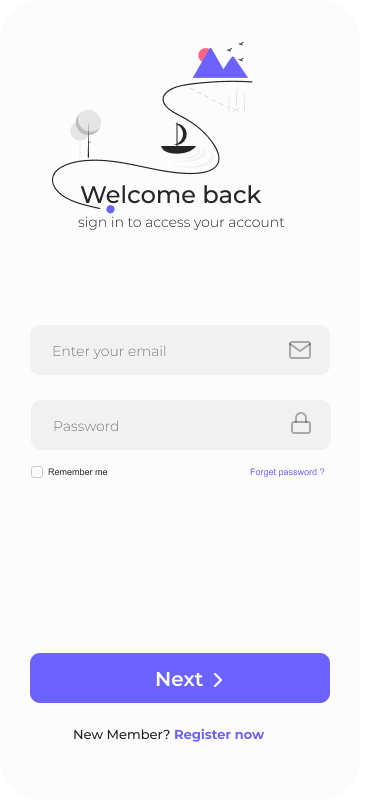 Welcome back
sign in to access your account
Enter your email
Password
Remember me
Forget password ?
Next
New Member? Register now